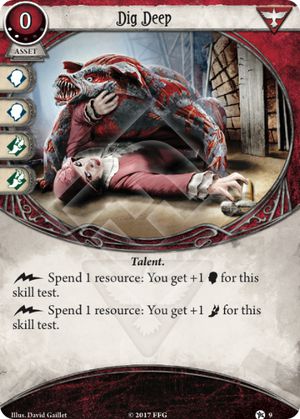 Dig Deep
0
ASSET
Talent.
Spend 1 resource: You get +1 for this
skill test.
Spend 1 resource: You get +1 for this
skill test.
Illus. David Gaillet
© 2017 FFG
9